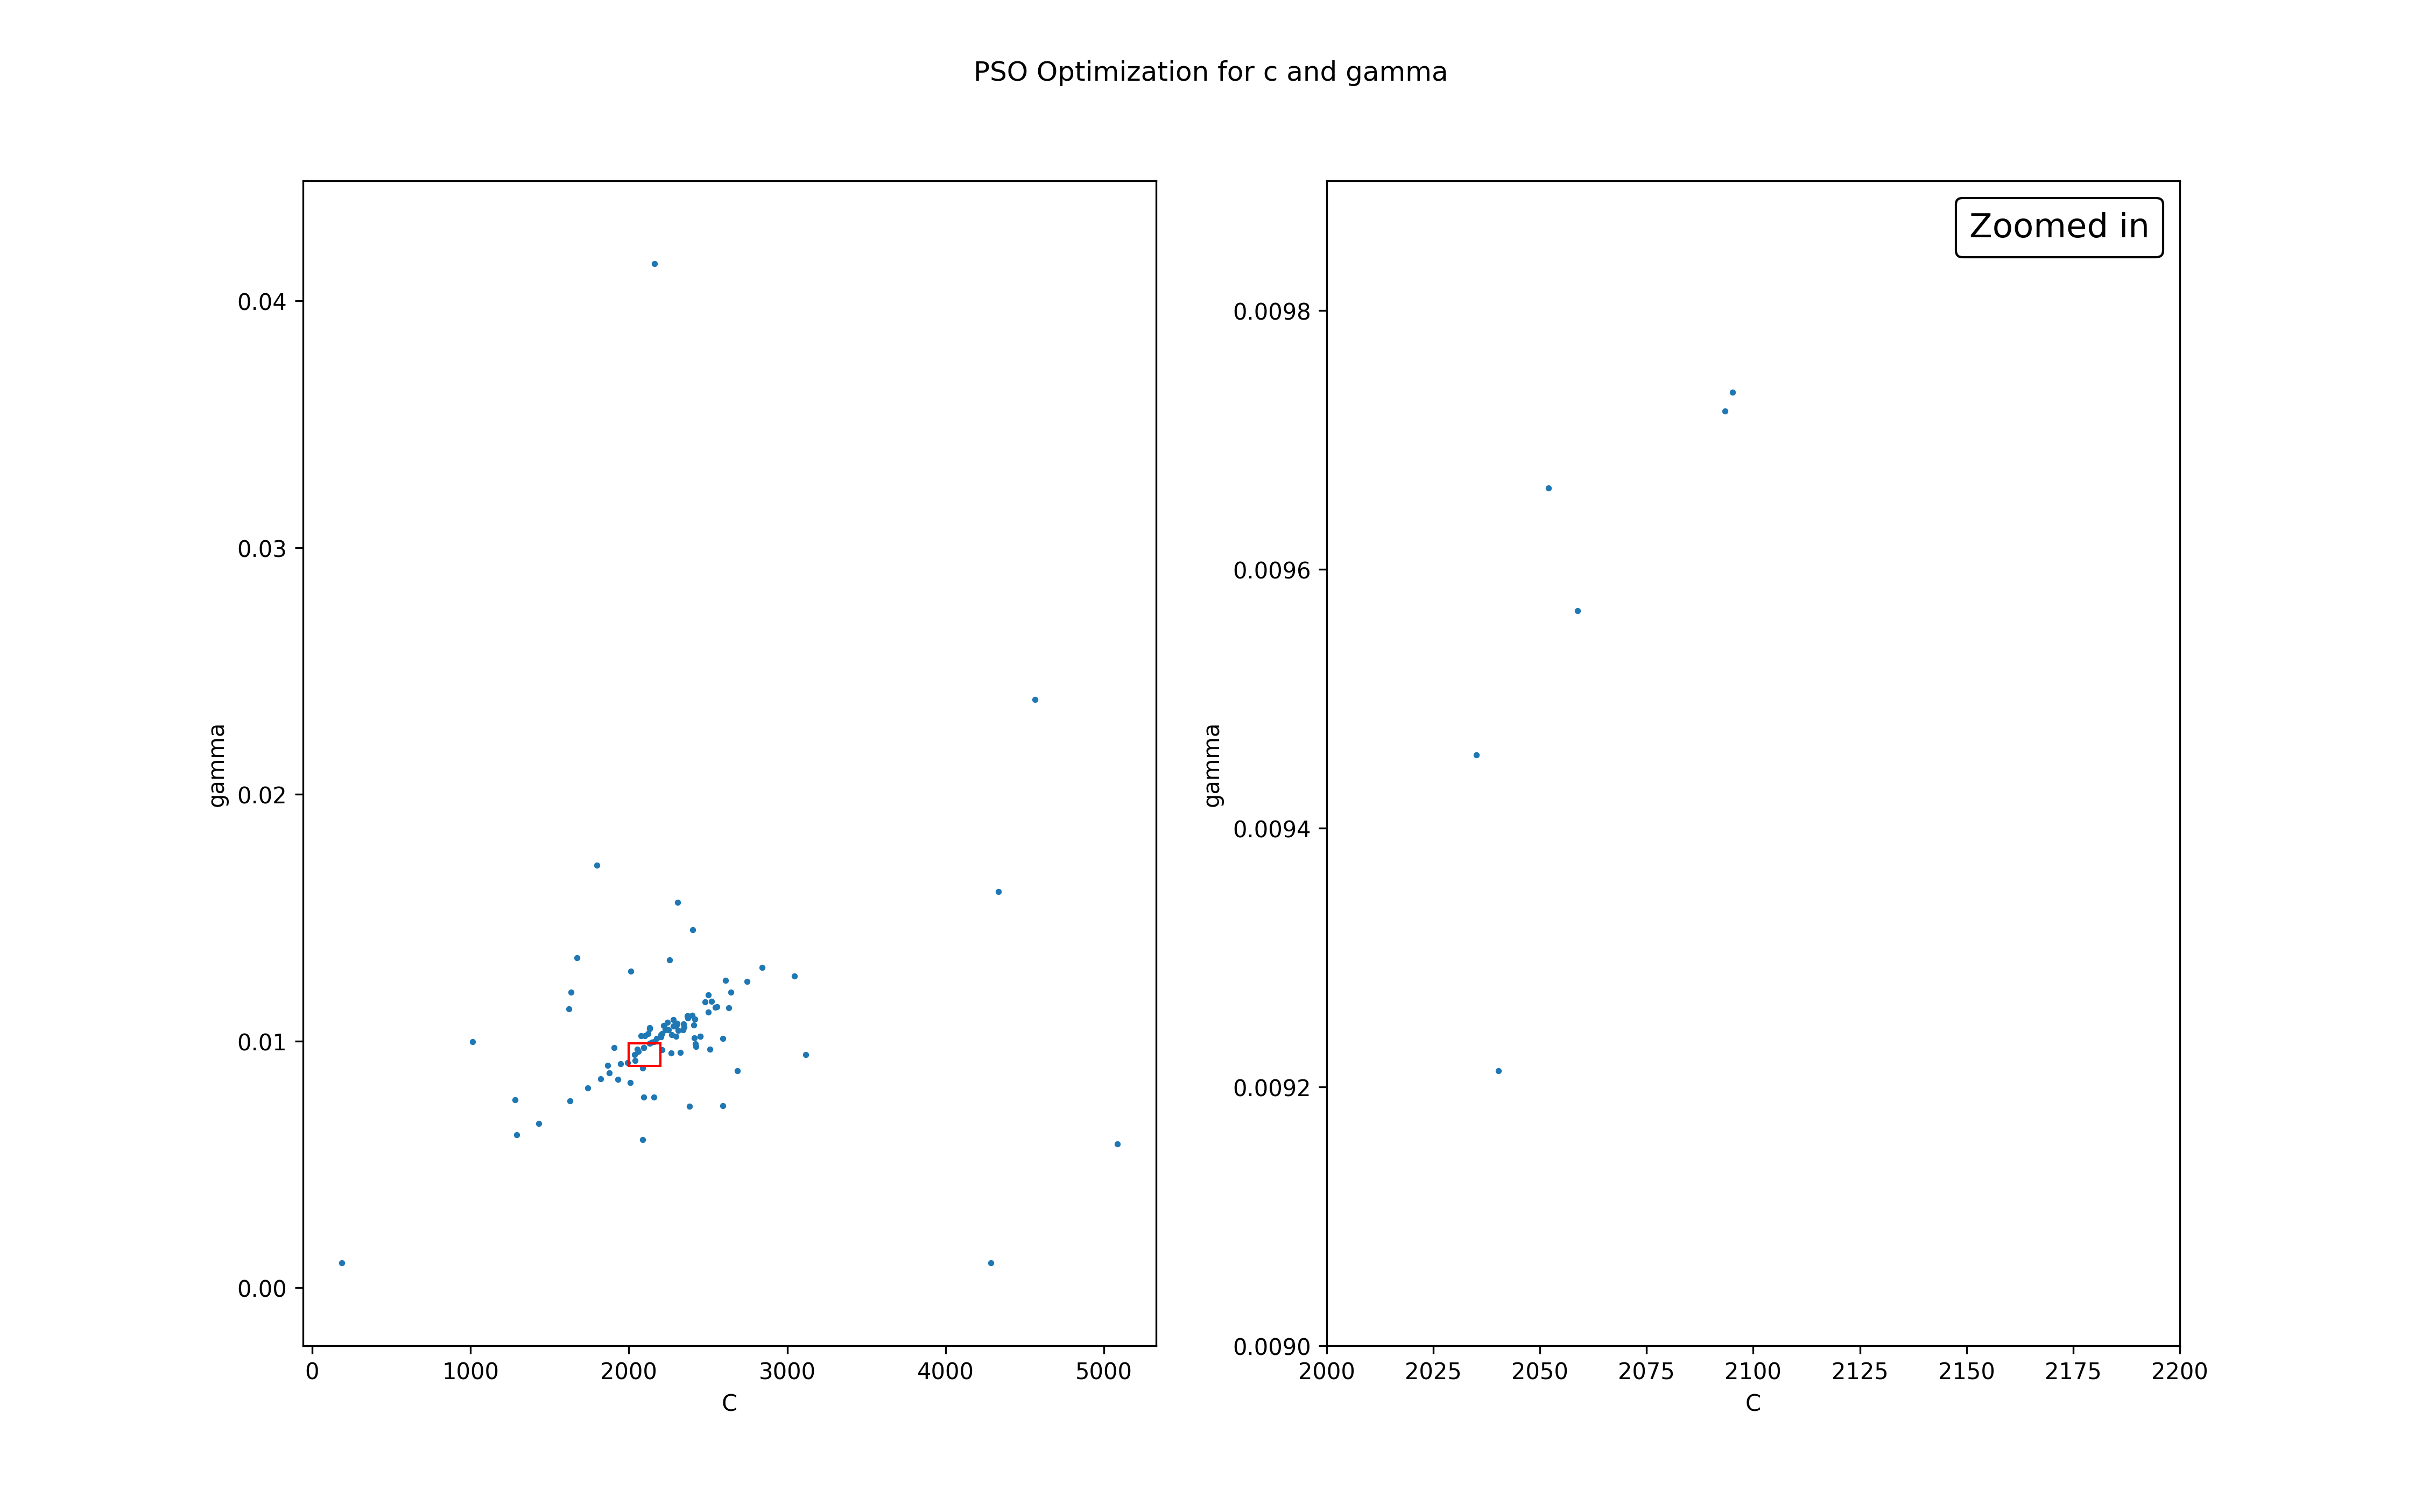 PSO Optimization for c and gamma
0.04
0.03
0.02
0.01
0.00
gamma
0 1000 2000 3000 4000 5000
C
Zoomed in
0.0098
0.0096
0.0094
0.0092
0.0090
gamma
2000 2025 2050 2075 2100 2125 2150 2175 2200
C